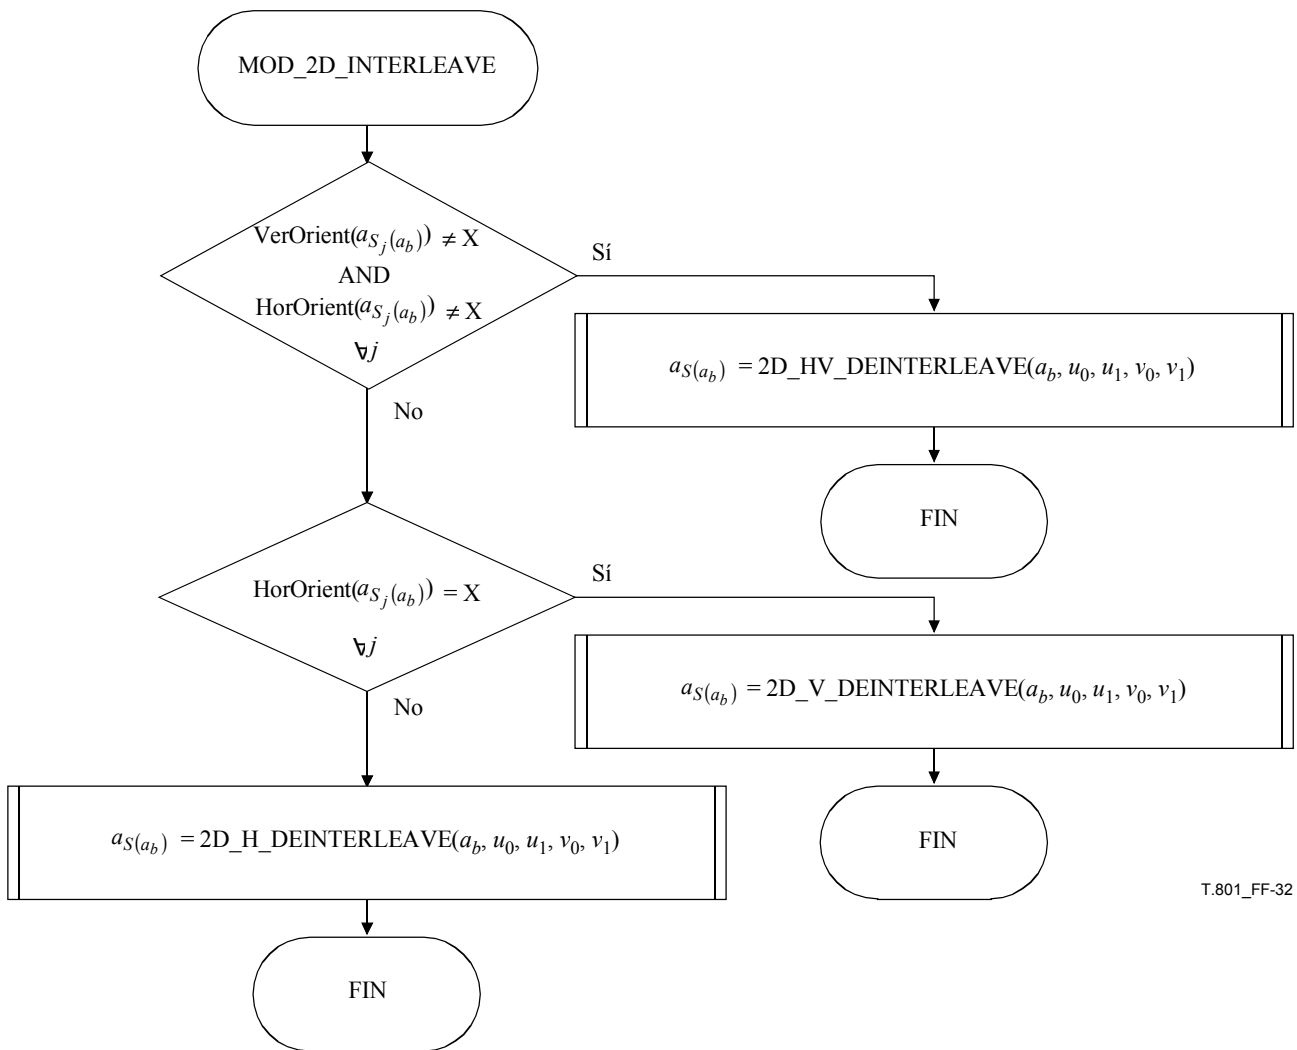 MOD_2D_INTERLEAVE
VerOrient(a_{S_j(a_b)}) ≠ X
AND
HorOrient(a_{S_j(a_b)}) ≠ X
∀j
Sí
a_{S(a_b)} = 2D_HV_DEINTERLEAVE(a_b, u_0, u_1, v_0, v_1)
No
FIN
HorOrient(a_{S_j(a_b)}) = X
∀j
Sí
a_{S(a_b)} = 2D_V_DEINTERLEAVE(a_b, u_0, u_1, v_0, v_1)
No
a_{S(a_b)} = 2D_H_DEINTERLEAVE(a_b, u_0, u_1, v_0, v_1)
FIN
T.801_FF-32
FIN